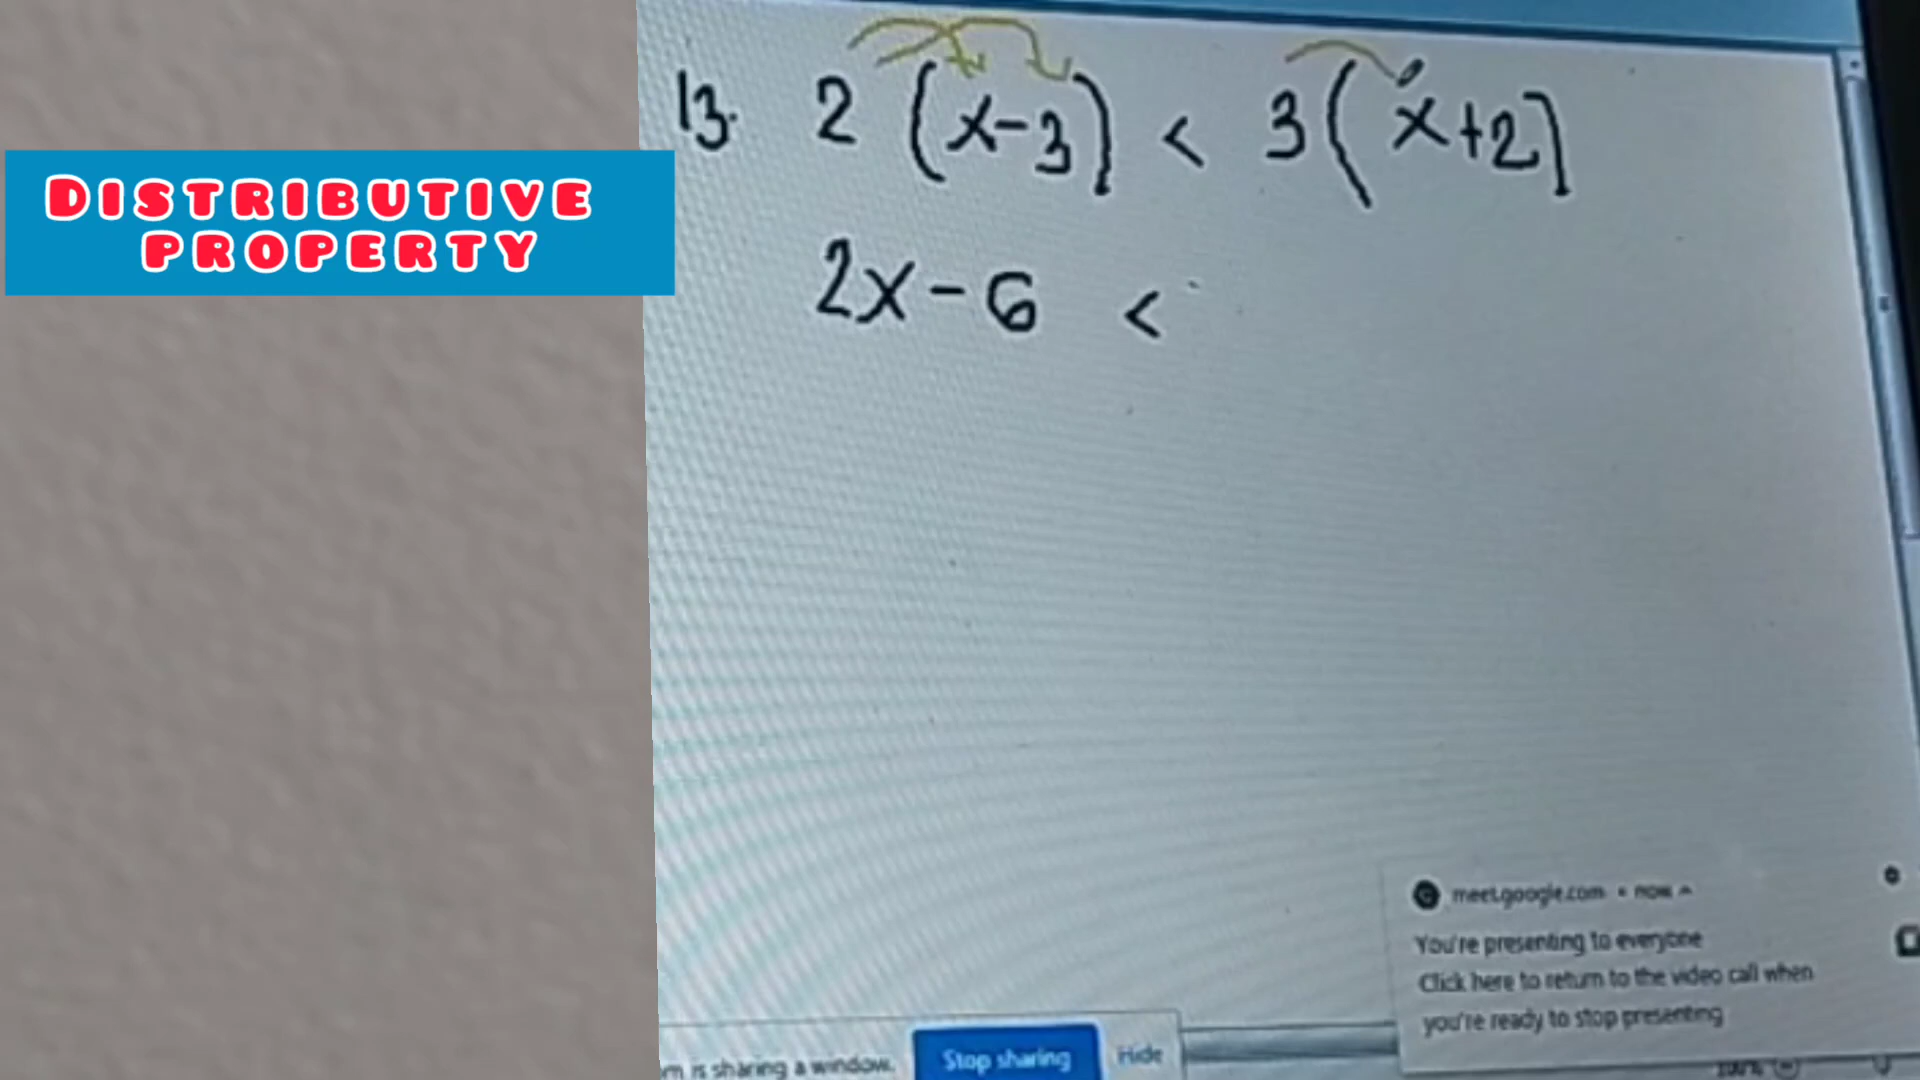 DISTRIBUTIVE
PROPERTY
13. 2 (x-3) < 3(x+2)
2x - 6 <
meet.google.com • now
You're presenting to everyone
Click here to return to the video call when
you're ready to stop presenting
is sharing a window.
Stop sharing
Hide
100%